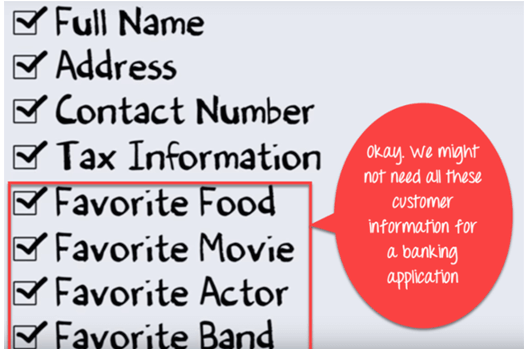 Full Name
Address
Contact Number
Tax Information
Favorite Food
Favorite Movie
Favorite Actor
Favorite Band
Okay. We might
not need all these
customer
information for
a banking
application